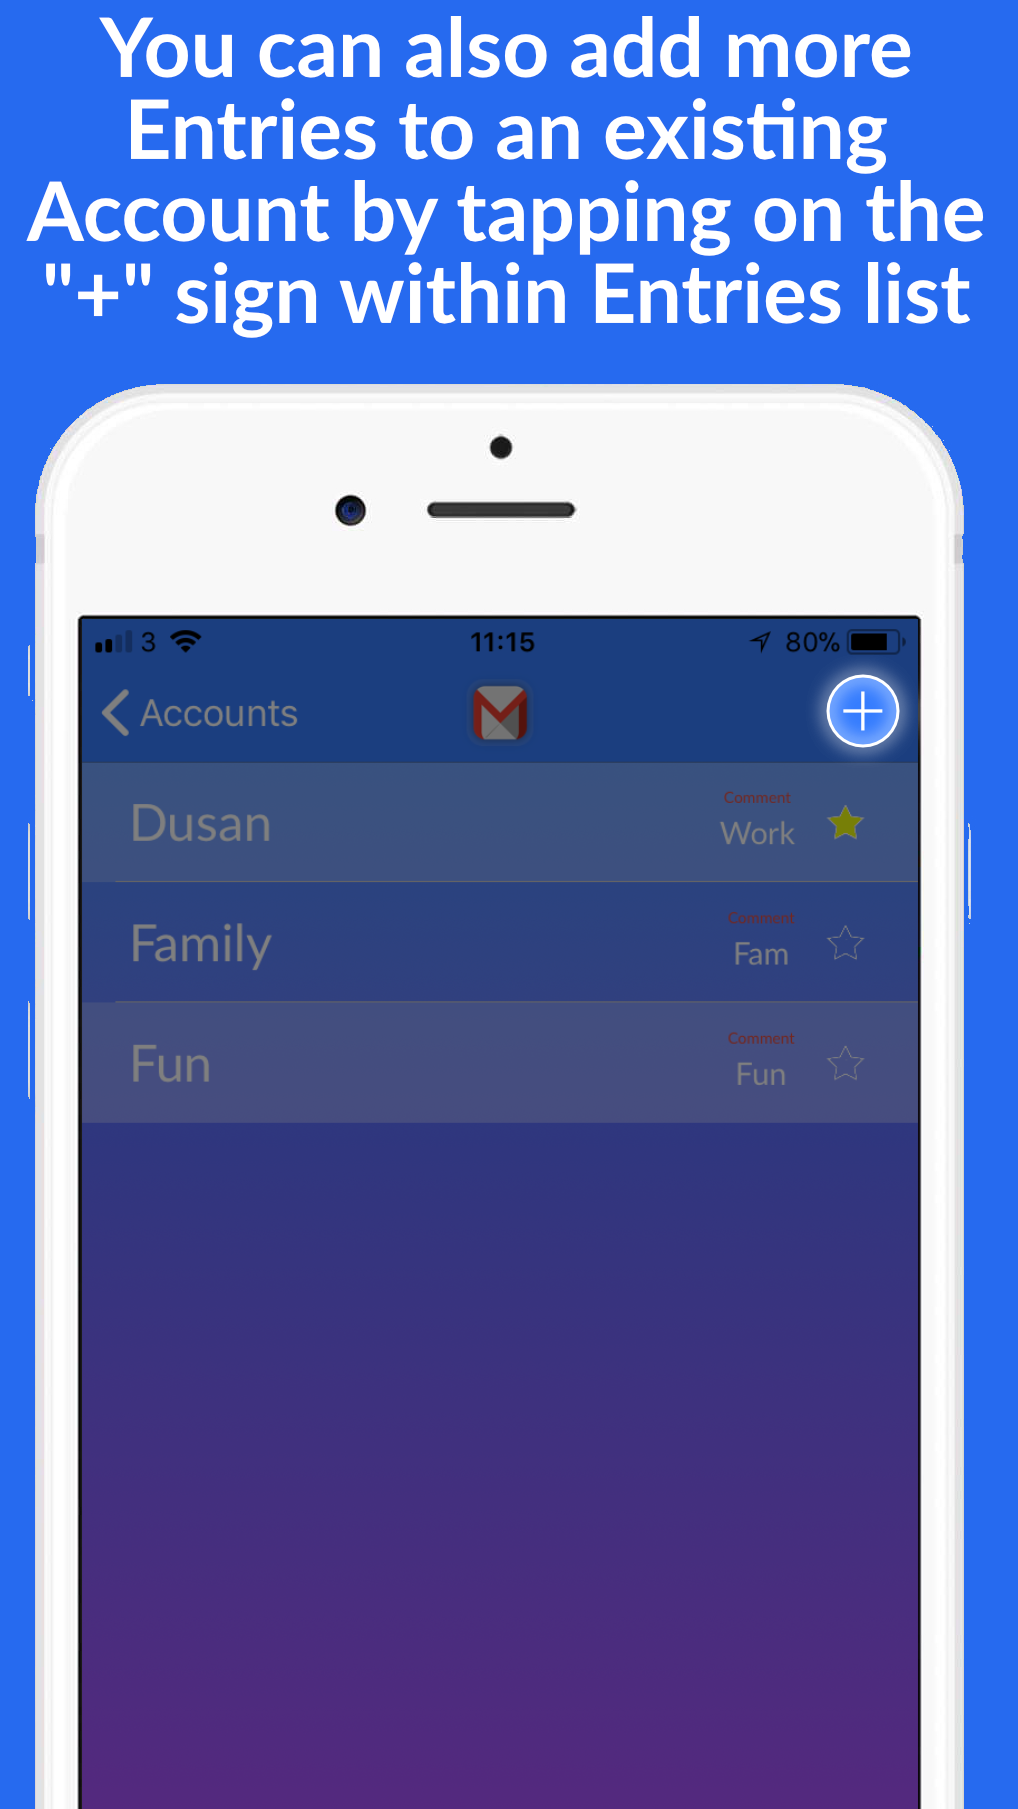 You can also add more
Entries to an existing
Account by tapping on the
"+" sign within Entries list
3 11:15 80%
Accounts
Comment
Dusan Work
Comment
Family Fam
Comment
Fun Fun